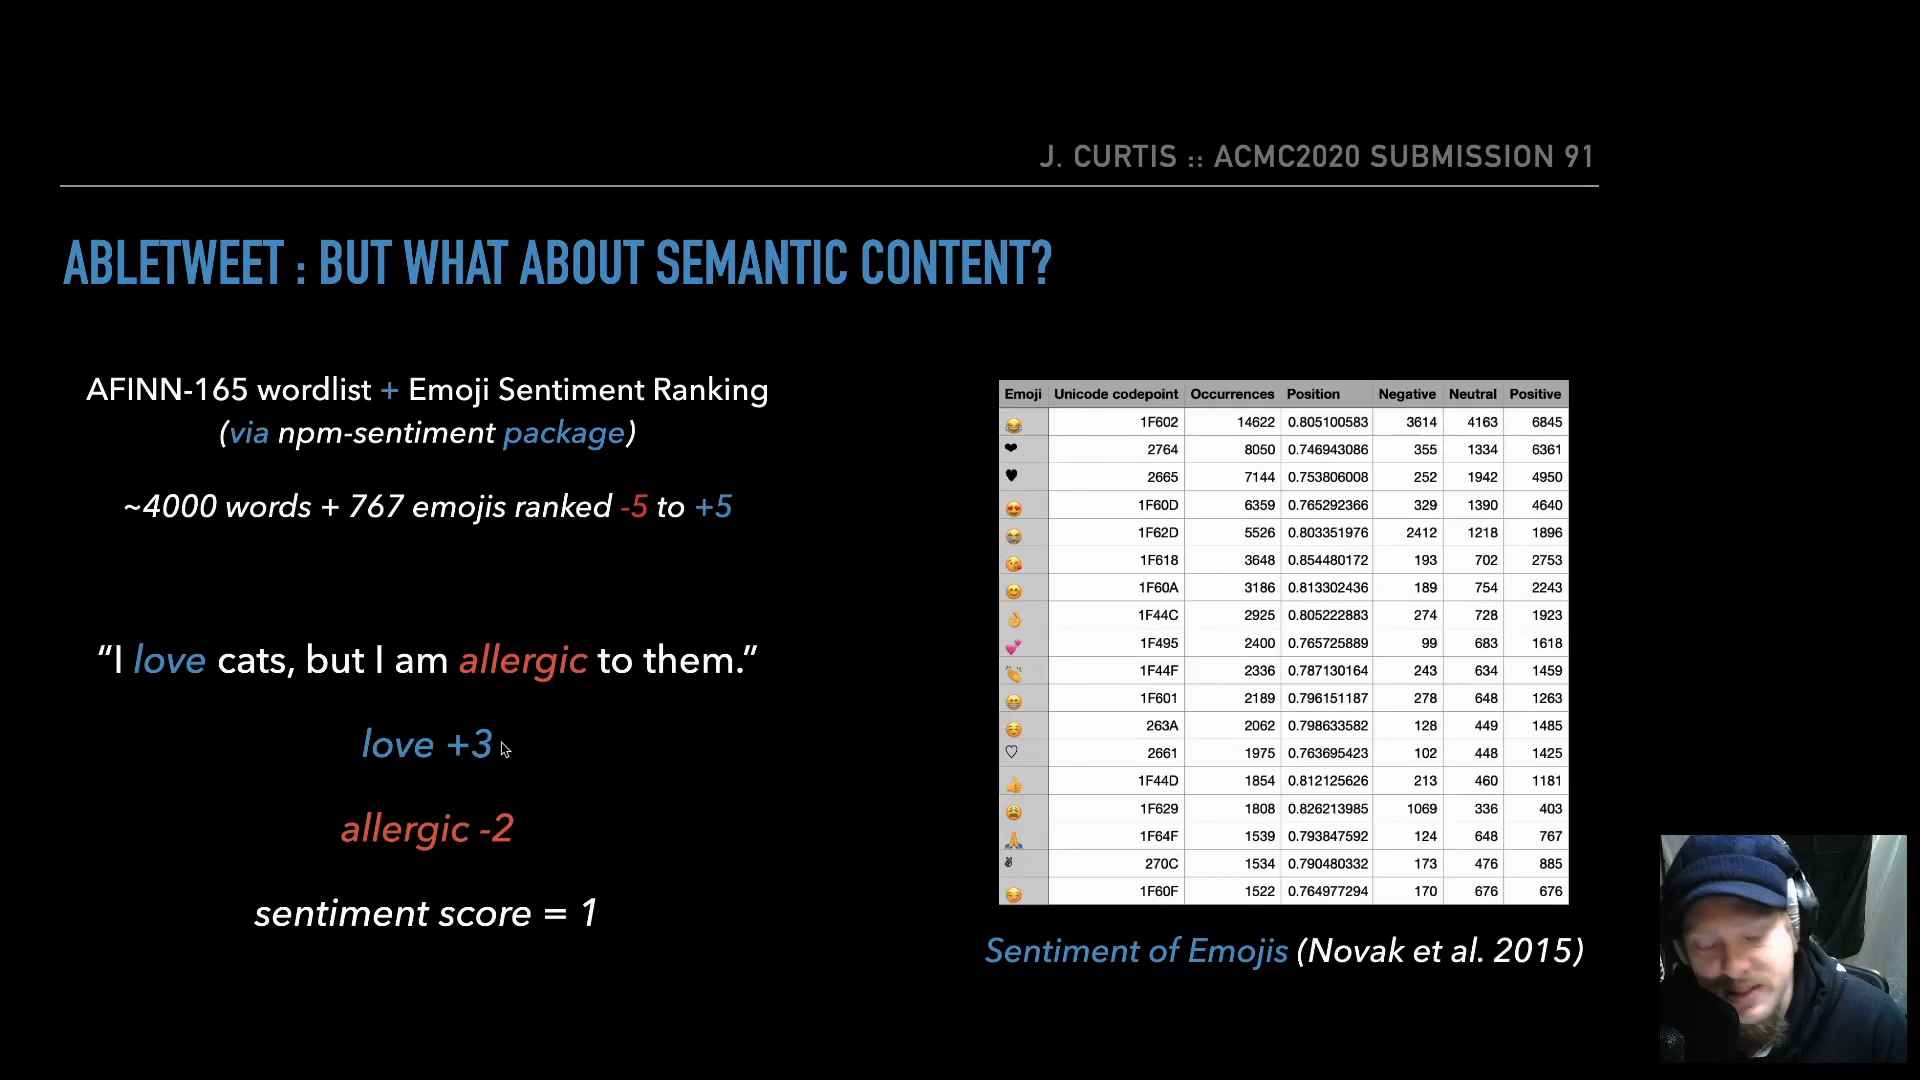 J. CURTIS :: ACMC2020 SUBMISSION 91
ABLETWEET : BUT WHAT ABOUT SEMANTIC CONTENT?
AFINN-165 wordlist + Emoji Sentiment Ranking
(via npm-sentiment package)
~4000 words + 767 emojis ranked -5 to +5
“I love cats, but I am allergic to them.”
love +3
allergic -2
sentiment score = 1
Emoji Unicode codepoint Occurrences Position Negative Neutral Positive
😂 1F602 14622 0.805100583 3614 4163 6845
❤ 2764 8050 0.746943086 355 1334 6361
♥ 2665 7144 0.753806008 252 1942 4950
😍 1F60D 6359 0.765292366 329 1390 4640
😭 1F62D 5526 0.803351976 2412 1218 1896
😘 1F618 3648 0.854480172 193 702 2753
😊 1F60A 3186 0.813302436 189 754 2243
👌 1F44C 2925 0.805222883 274 728 1923
💕 1F495 2400 0.765725889 99 683 1618
👏 1F44F 2336 0.787130164 243 634 1459
😁 1F601 2189 0.796151187 278 648 1263
☺ 263A 2062 0.798633582 128 449 1485
♡ 2661 1975 0.763695423 102 448 1425
👍 1F44D 1854 0.812125626 213 460 1181
😩 1F629 1808 0.826213985 1069 336 403
🙏 1F64F 1539 0.793847592 124 648 767
✌ 270C 1534 0.790480332 173 476 885
😏 1F60F 1522 0.764977294 170 676 676
Sentiment of Emojis (Novak et al. 2015)